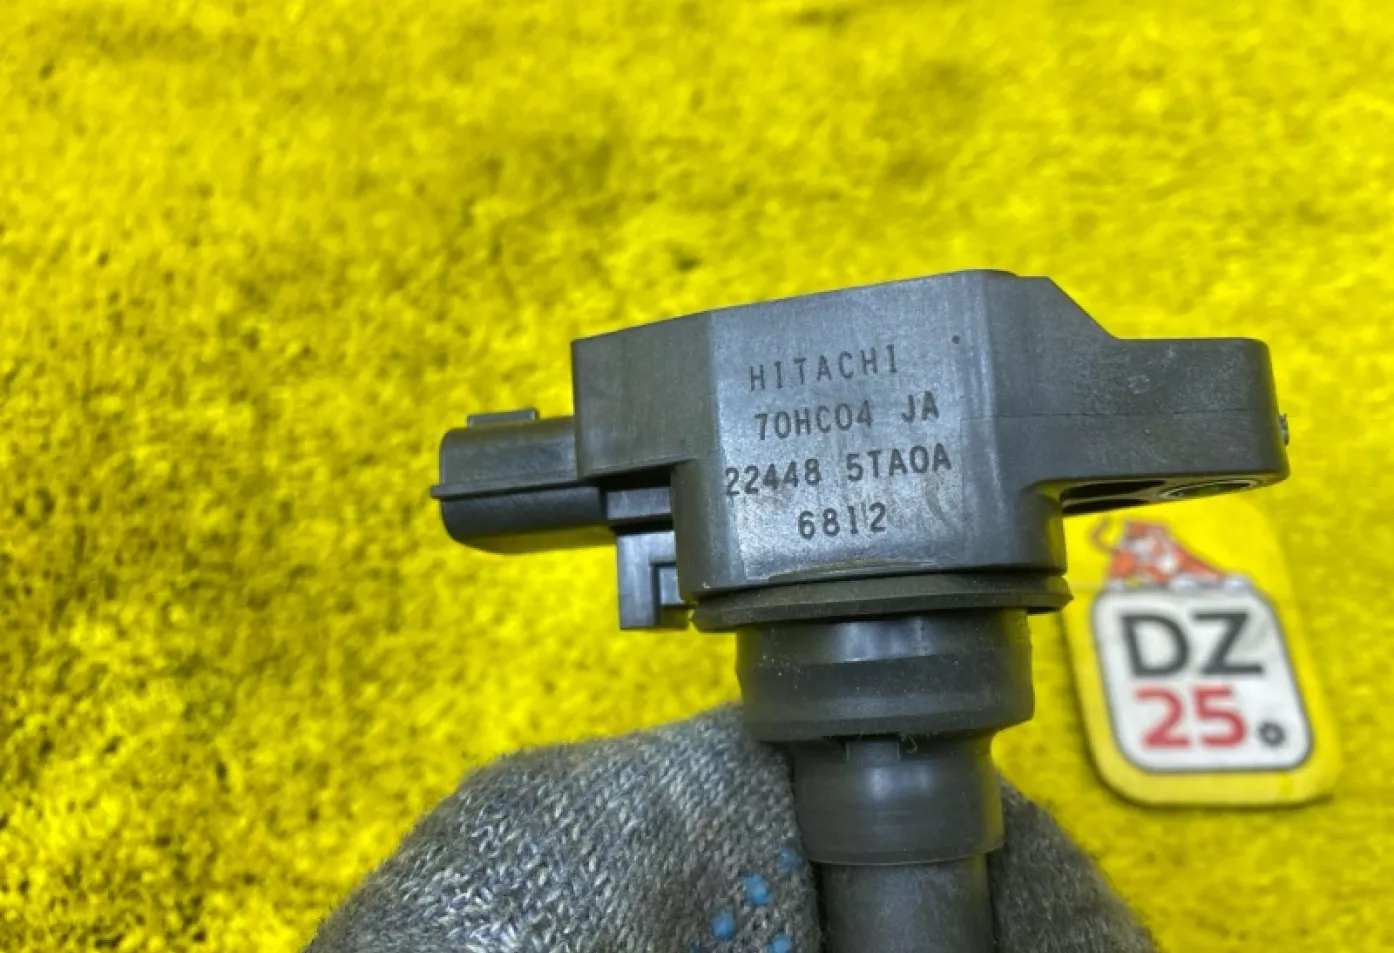 HITACHI
70HC04 JA
22448 5TA0A
6812
DZ
25.